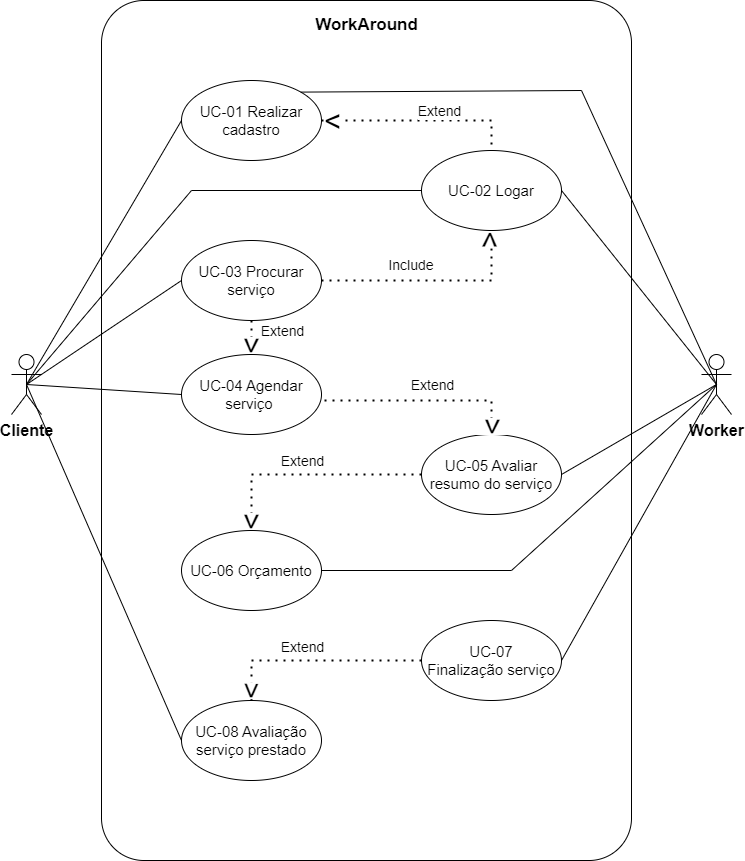 WorkAround
UC-01 Realizar
cadastro
Extend
UC-02 Logar
UC-03 Procurar
serviço
Include
Extend
UC-04 Agendar
serviço
Extend
Cliente
Worker
UC-05 Avaliar
resumo do serviço
Extend
UC-06 Orçamento
UC-07
Finalização serviço
Extend
UC-08 Avaliação
serviço prestado